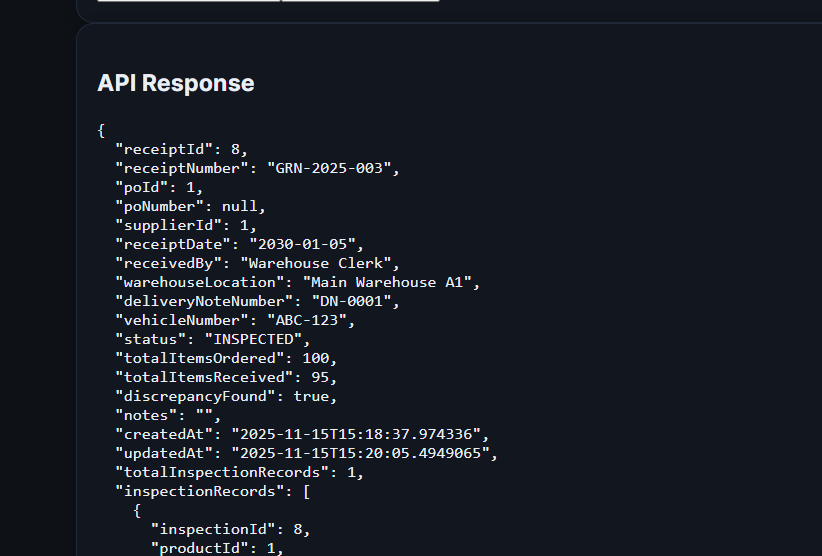 API Response
{
"receiptId": 8,
"receiptNumber": "GRN-2025-003",
"poId": 1,
"poNumber": null,
"supplierId": 1,
"receiptDate": "2030-01-05",
"receivedBy": "Warehouse Clerk",
"warehouseLocation": "Main Warehouse A1",
"deliveryNoteNumber": "DN-0001",
"vehicleNumber": "ABC-123",
"status": "INSPECTED",
"totalItemsOrdered": 100,
"totalItemsReceived": 95,
"discrepancyFound": true,
"notes": "",
"createdAt": "2025-11-15T15:18:37.974336",
"updatedAt": "2025-11-15T15:20:05.4949065",
"totalInspectionRecords": 1,
"inspectionRecords": [
{
"inspectionId": 8,
"productId": 1,